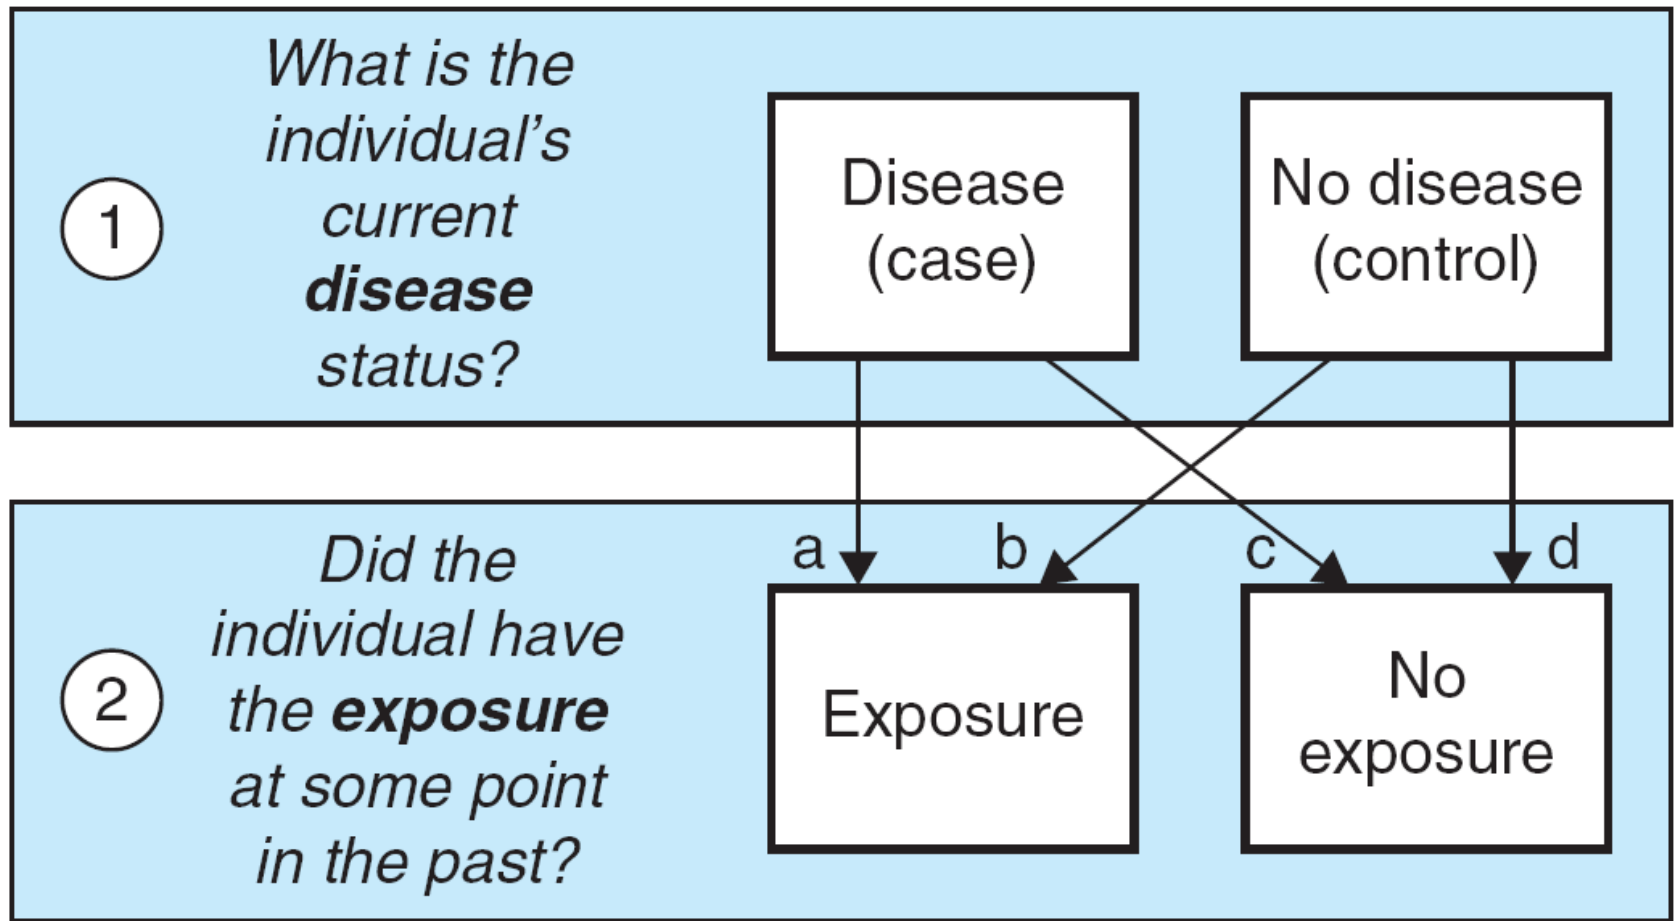 1
What is the
individual’s
current
disease
status?
Disease
(case)
No disease
(control)
2
Did the
individual have
the exposure
at some point
in the past?
a
b
c
d
Exposure
No
exposure